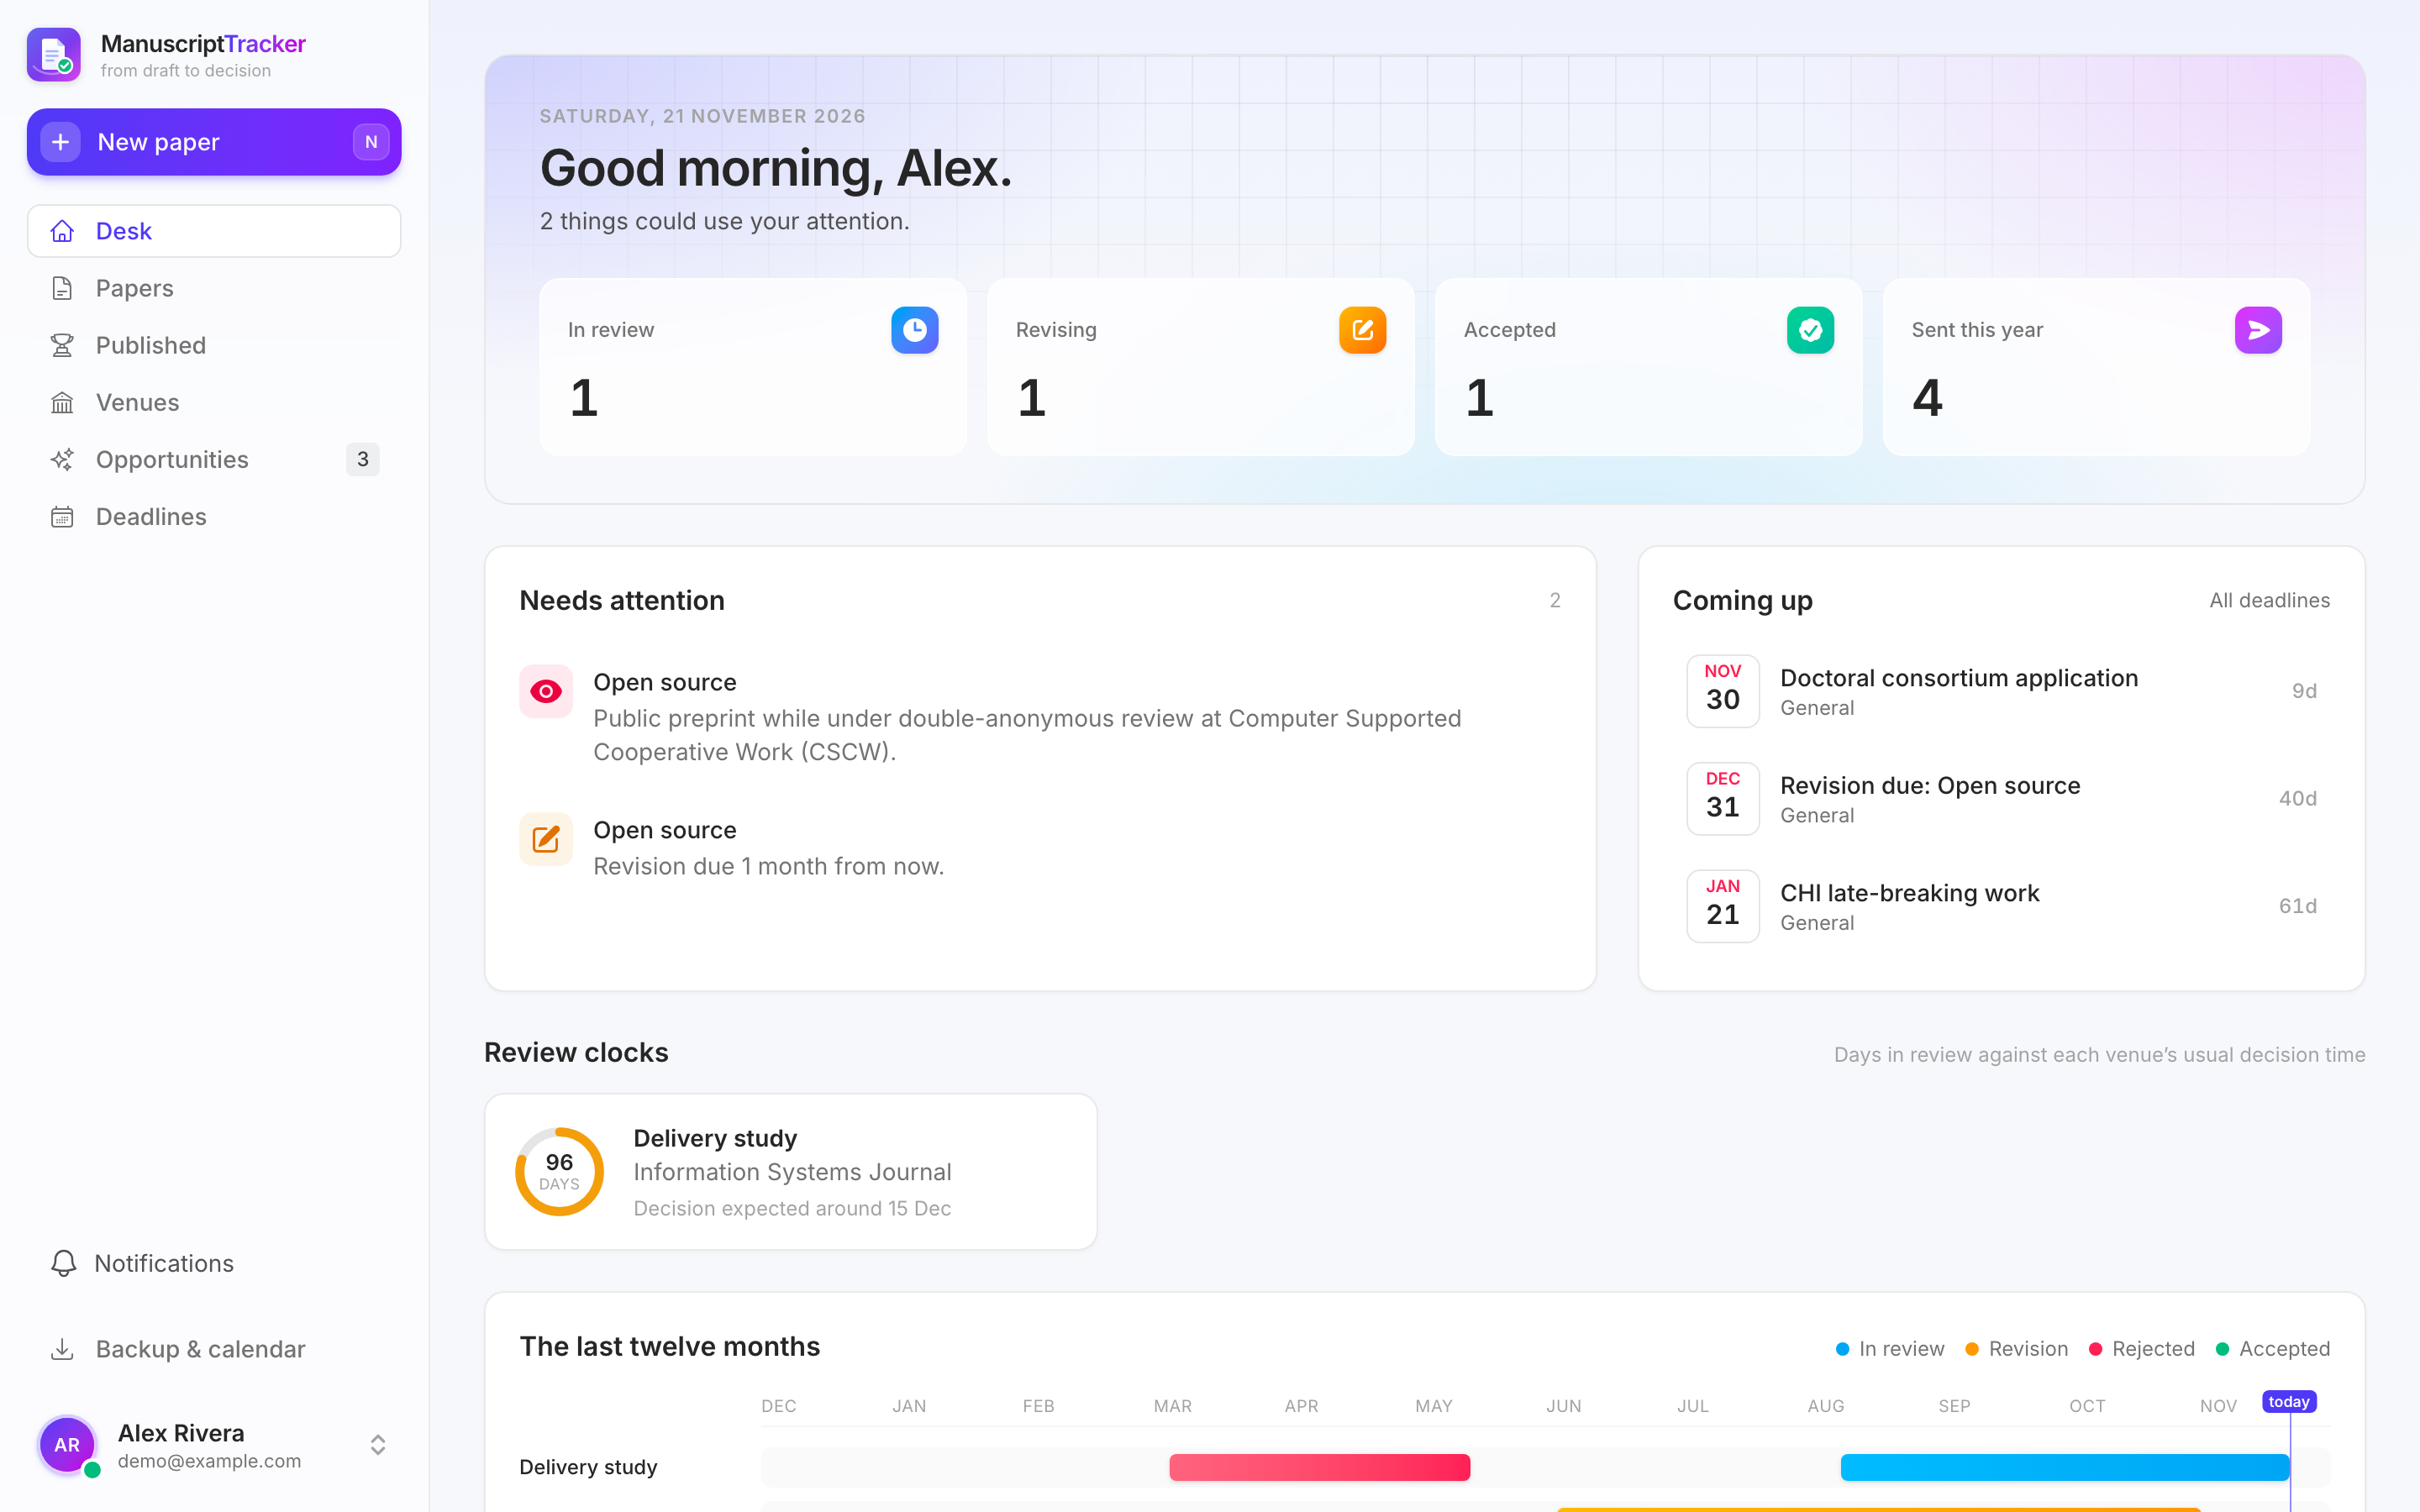 ManuscriptTracker
from draft to decision
New paper
N
Desk
Papers
Published
Venues
Opportunities
3
Deadlines
Notifications
Backup & calendar
AR
Alex Rivera
demo@example.com
SATURDAY, 21 NOVEMBER 2026
Good morning, Alex.
2 things could use your attention.
In review
1
Revising
1
Accepted
1
Sent this year
4
Needs attention
2
Open source
Public preprint while under double-anonymous review at Computer Supported
Cooperative Work (CSCW).
Open source
Revision due 1 month from now.
Coming up
All deadlines
NOV
30
Doctoral consortium application
General
9d
DEC
31
Revision due: Open source
General
40d
JAN
21
CHI late-breaking work
General
61d
Review clocks
Days in review against each venue’s usual decision time
96
DAYS
Delivery study
Information Systems Journal
Decision expected around 15 Dec
The last twelve months
In review
Revision
Rejected
Accepted
DEC JAN FEB MAR APR MAY JUN JUL AUG SEP OCT NOV today
Delivery study